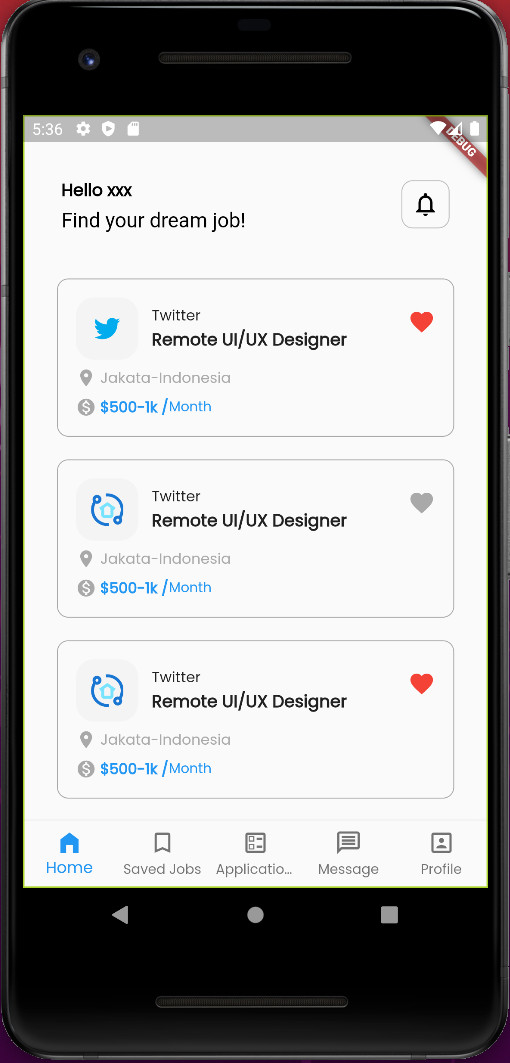 5:36
DEBUG
Hello xxx
Find your dream job!
Twitter
Remote UI/UX Designer
Jakata-Indonesia
$500-1k /Month
Twitter
Remote UI/UX Designer
Jakata-Indonesia
$500-1k /Month
Twitter
Remote UI/UX Designer
Jakata-Indonesia
$500-1k /Month
Home
Saved Jobs
Applicatio...
Message
Profile